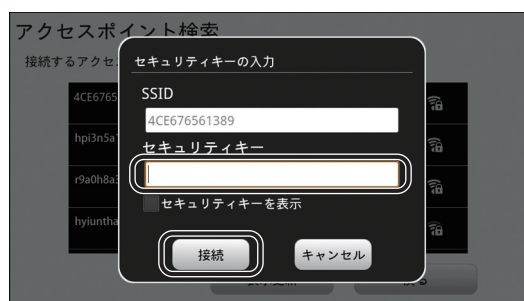 アクセスポイント検索
接続するアクセ
セキュリティキーの入力
4CE6765
SSID
4CE676561389
hpi3n5a
セキュリティキー
r9a0h8a3
セキュリティキーを表示
hyiuntha
接続
キャンセル